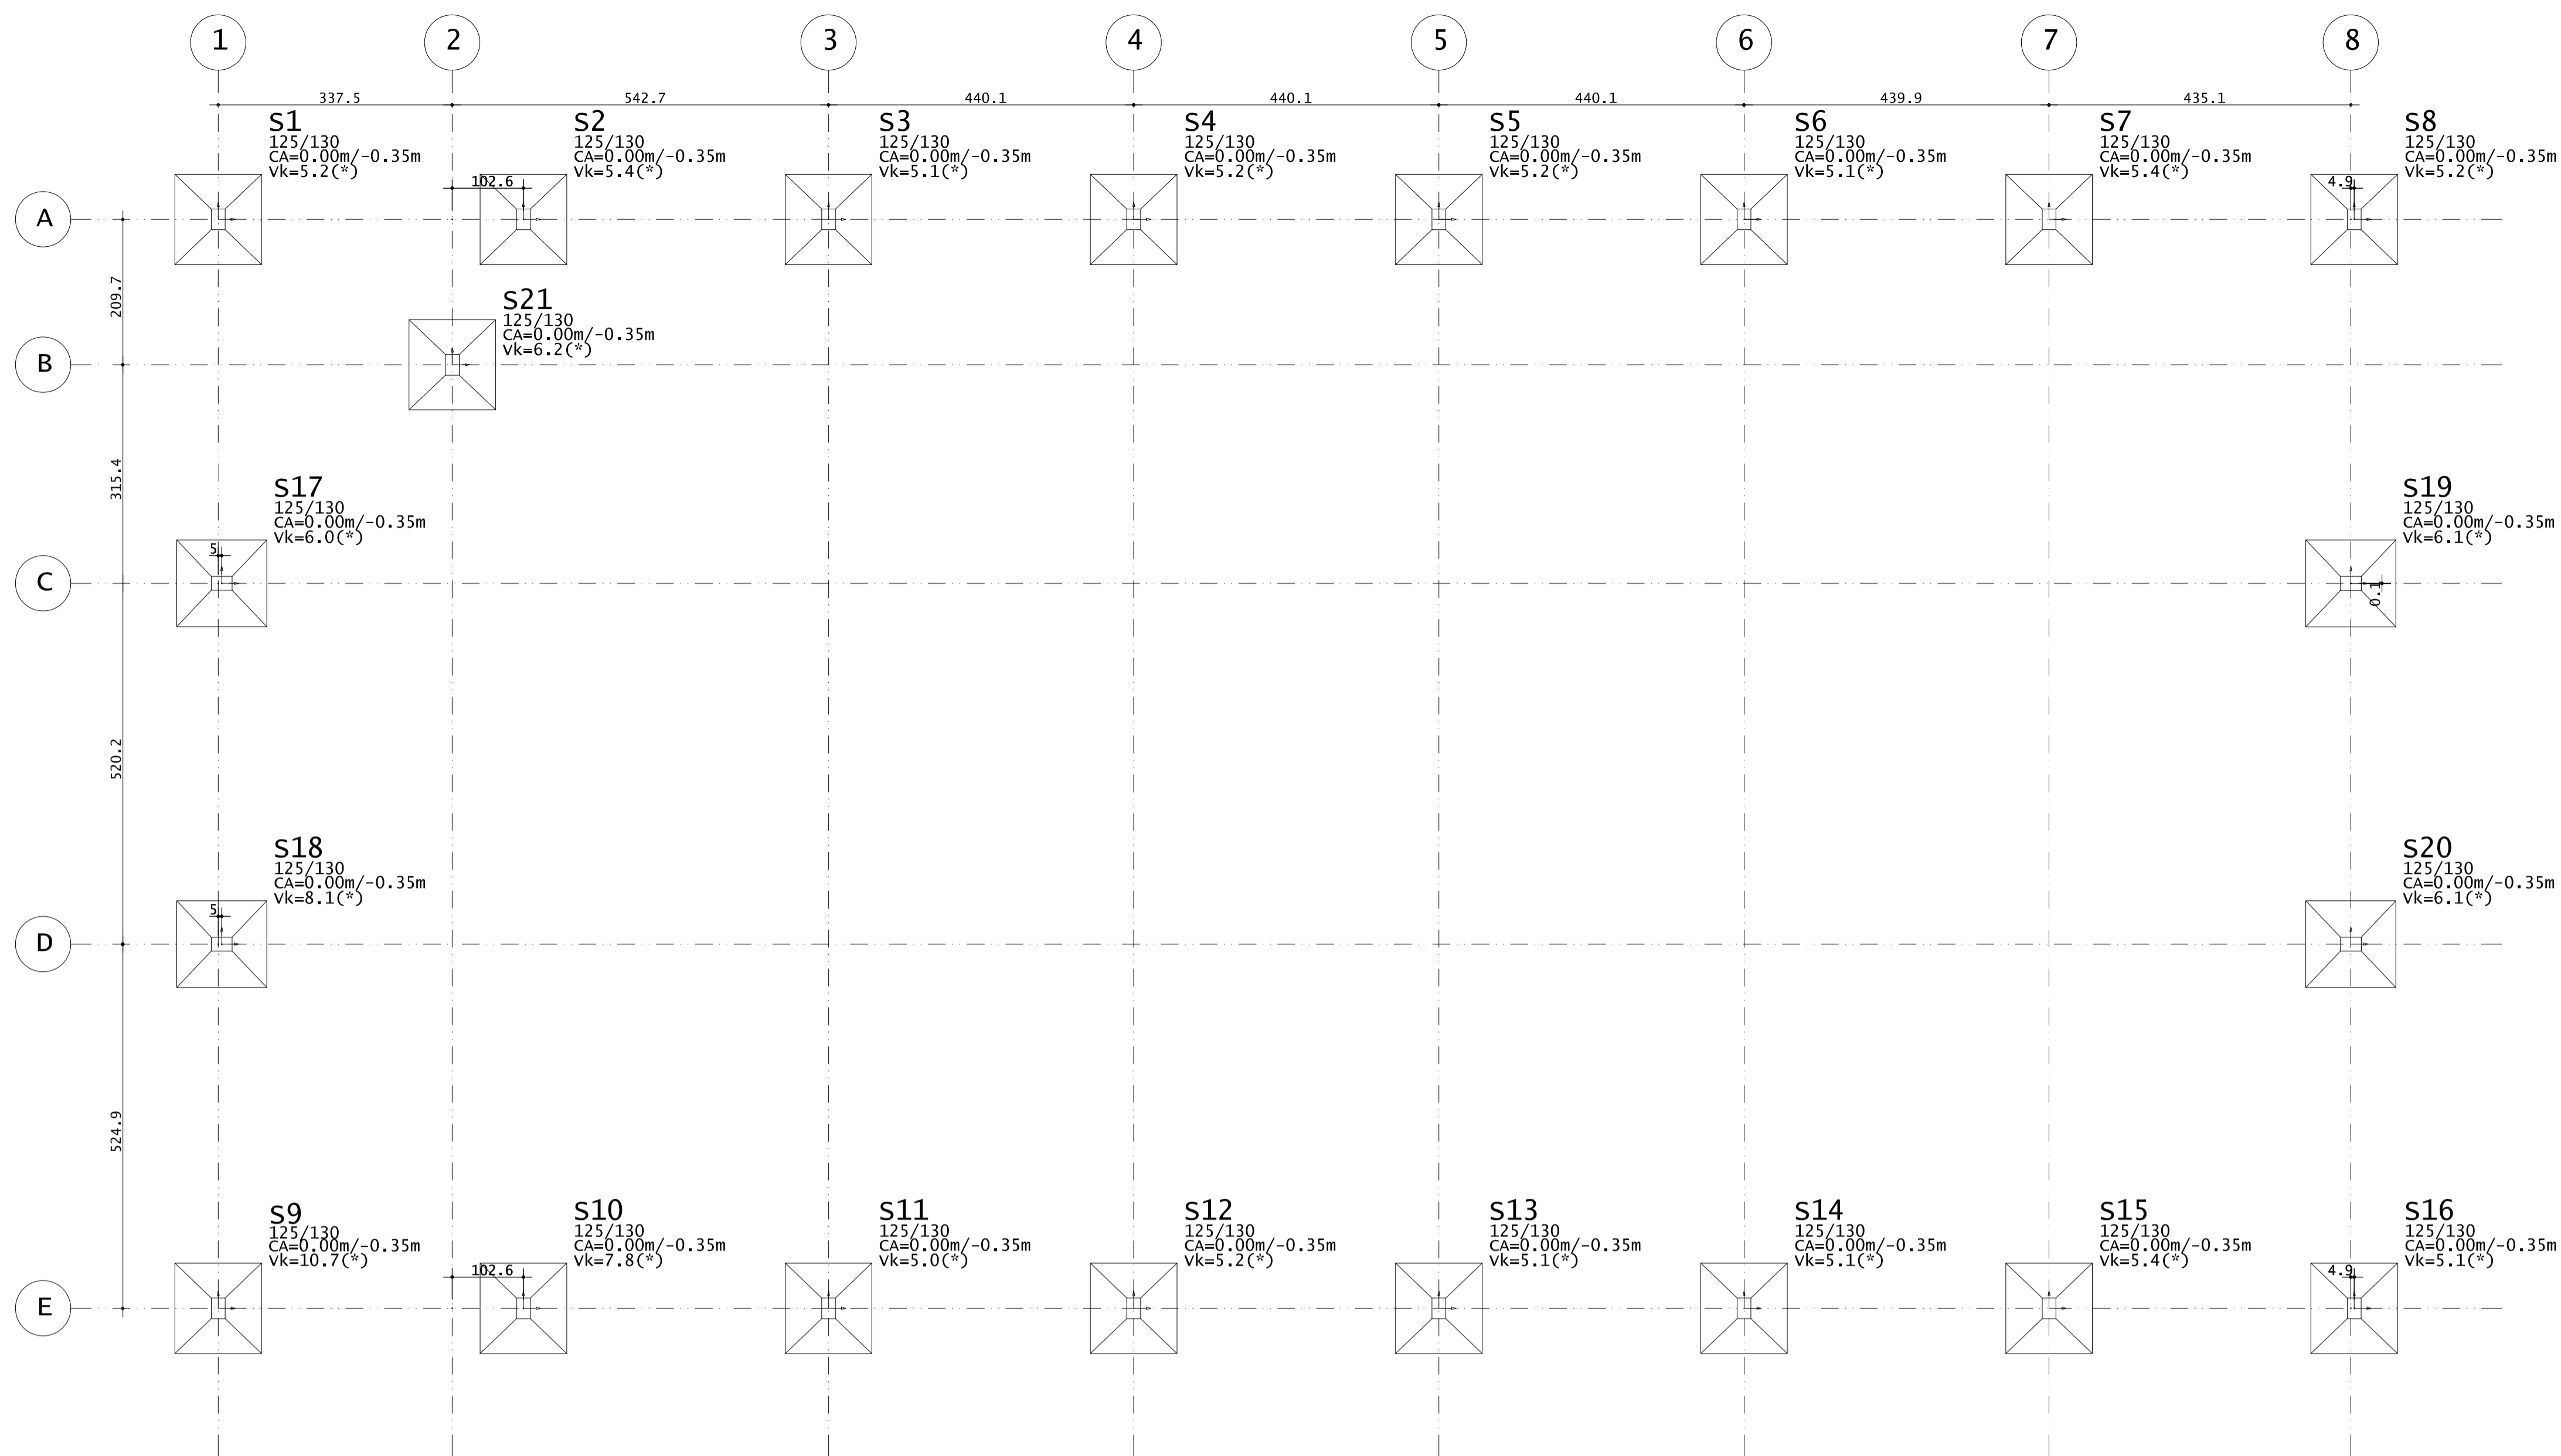 1 2 3 4 5 6 7 8
337.5 542.7 440.1 440.1 440.1 439.9 435.1
S1
125/130
CA=0.00m/-0.35m
Vk=5.2(*)
S2
125/130
CA=0.00m/-0.35m
Vk=5.4(*)
102.6
S3
125/130
CA=0.00m/-0.35m
Vk=5.1(*)
S4
125/130
CA=0.00m/-0.35m
Vk=5.2(*)
S5
125/130
CA=0.00m/-0.35m
Vk=5.2(*)
S6
125/130
CA=0.00m/-0.35m
Vk=5.1(*)
S7
125/130
CA=0.00m/-0.35m
Vk=5.4(*)
S8
125/130
CA=0.00m/-0.35m
Vk=5.2(*)
4.9
A
209.7
S21
125/130
CA=0.00m/-0.35m
Vk=6.2(*)
B
315.4
S17
125/130
CA=0.00m/-0.35m
Vk=6.0(*)
5
S19
125/130
CA=0.00m/-0.35m
Vk=6.1(*)
0.1
C
520.2
S18
125/130
CA=0.00m/-0.35m
Vk=8.1(*)
5
S20
125/130
CA=0.00m/-0.35m
Vk=6.1(*)
D
524.9
S9
125/130
CA=0.00m/-0.35m
Vk=10.7(*)
S10
125/130
CA=0.00m/-0.35m
Vk=7.8(*)
102.6
S11
125/130
CA=0.00m/-0.35m
Vk=5.0(*)
S12
125/130
CA=0.00m/-0.35m
Vk=5.2(*)
S13
125/130
CA=0.00m/-0.35m
Vk=5.1(*)
S14
125/130
CA=0.00m/-0.35m
Vk=5.1(*)
S15
125/130
CA=0.00m/-0.35m
Vk=5.4(*)
S16
125/130
CA=0.00m/-0.35m
Vk=5.1(*)
4.9
E